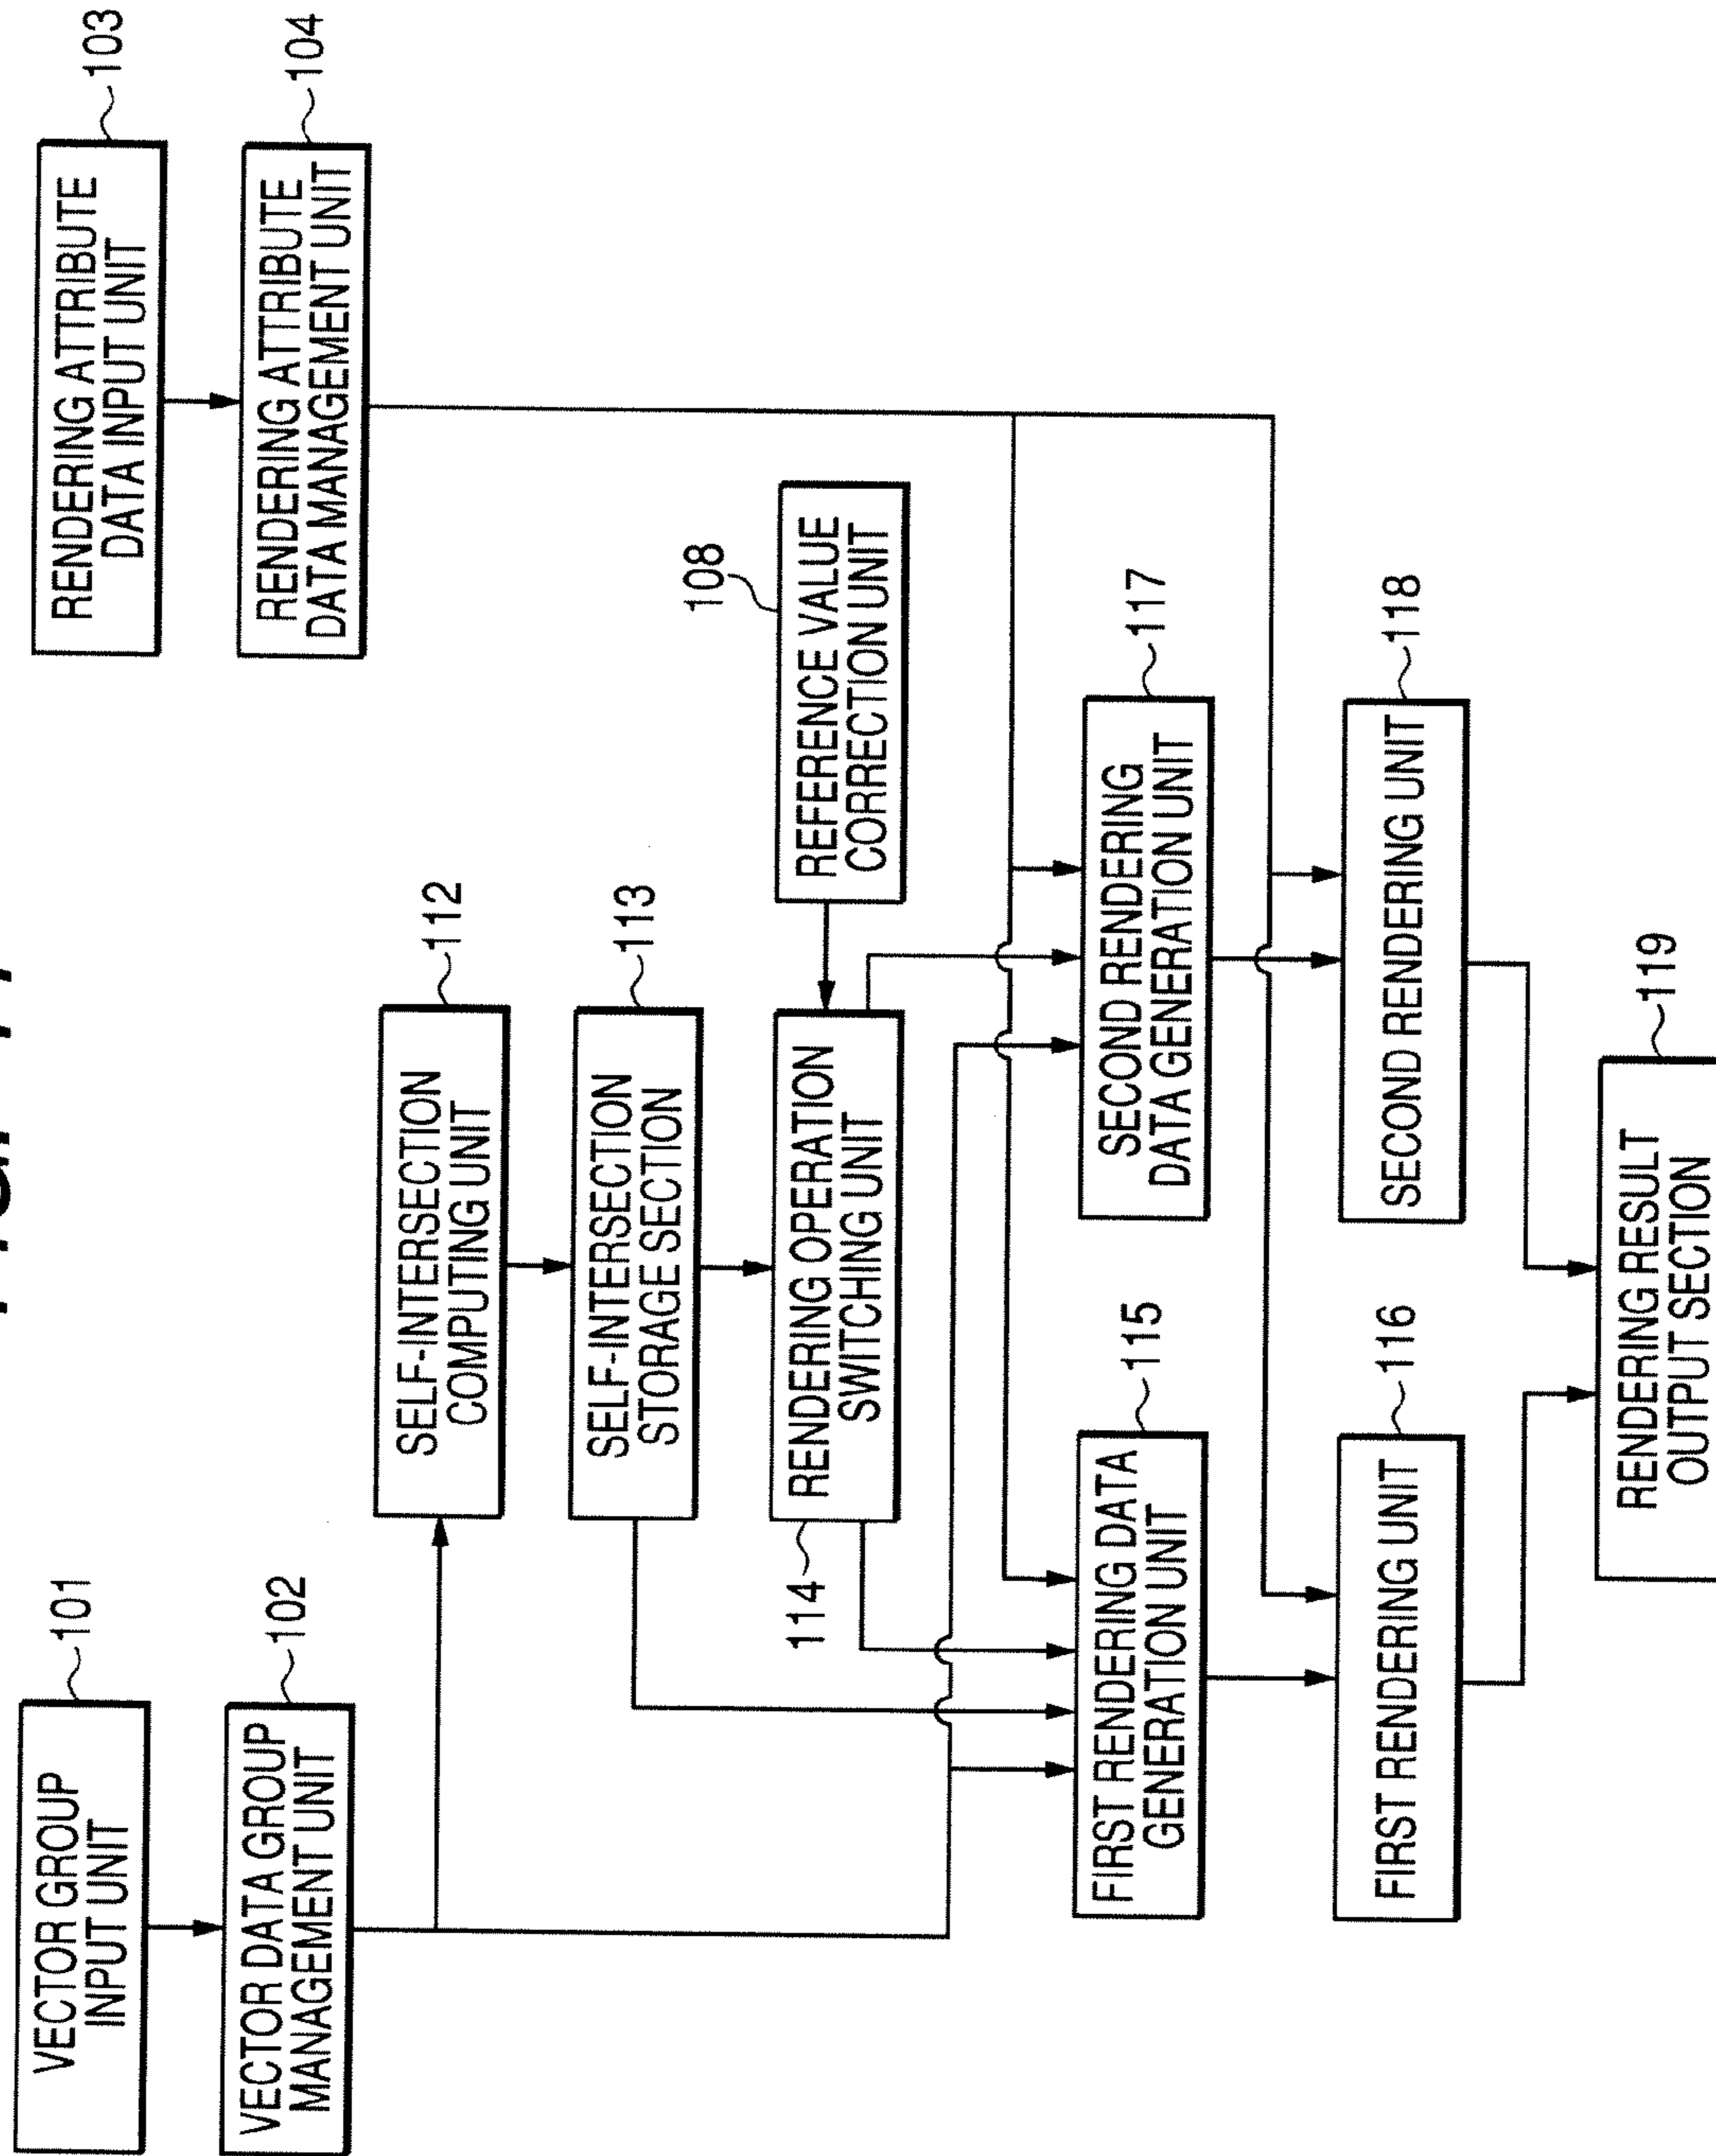 VECTOR GROUP
INPUT UNIT
101
VECTOR DATA GROUP
MANAGEMENT UNIT
102
RENDERING ATTRIBUTE
DATA INPUT UNIT
103
RENDERING ATTRIBUTE
DATA MANAGEMENT UNIT
104
SELF-INTERSECTION
COMPUTING UNIT
112
SELF-INTERSECTION
STORAGE SECTION
113
RENDERING OPERATION
SWITCHING UNIT
114
REFERENCE VALUE
CORRECTION UNIT
108
FIRST RENDERING DATA
GENERATION UNIT
115
SECOND RENDERING
DATA GENERATION UNIT
117
FIRST RENDERING UNIT
116
SECOND RENDERING UNIT
118
RENDERING RESULT
OUTPUT SECTION
119